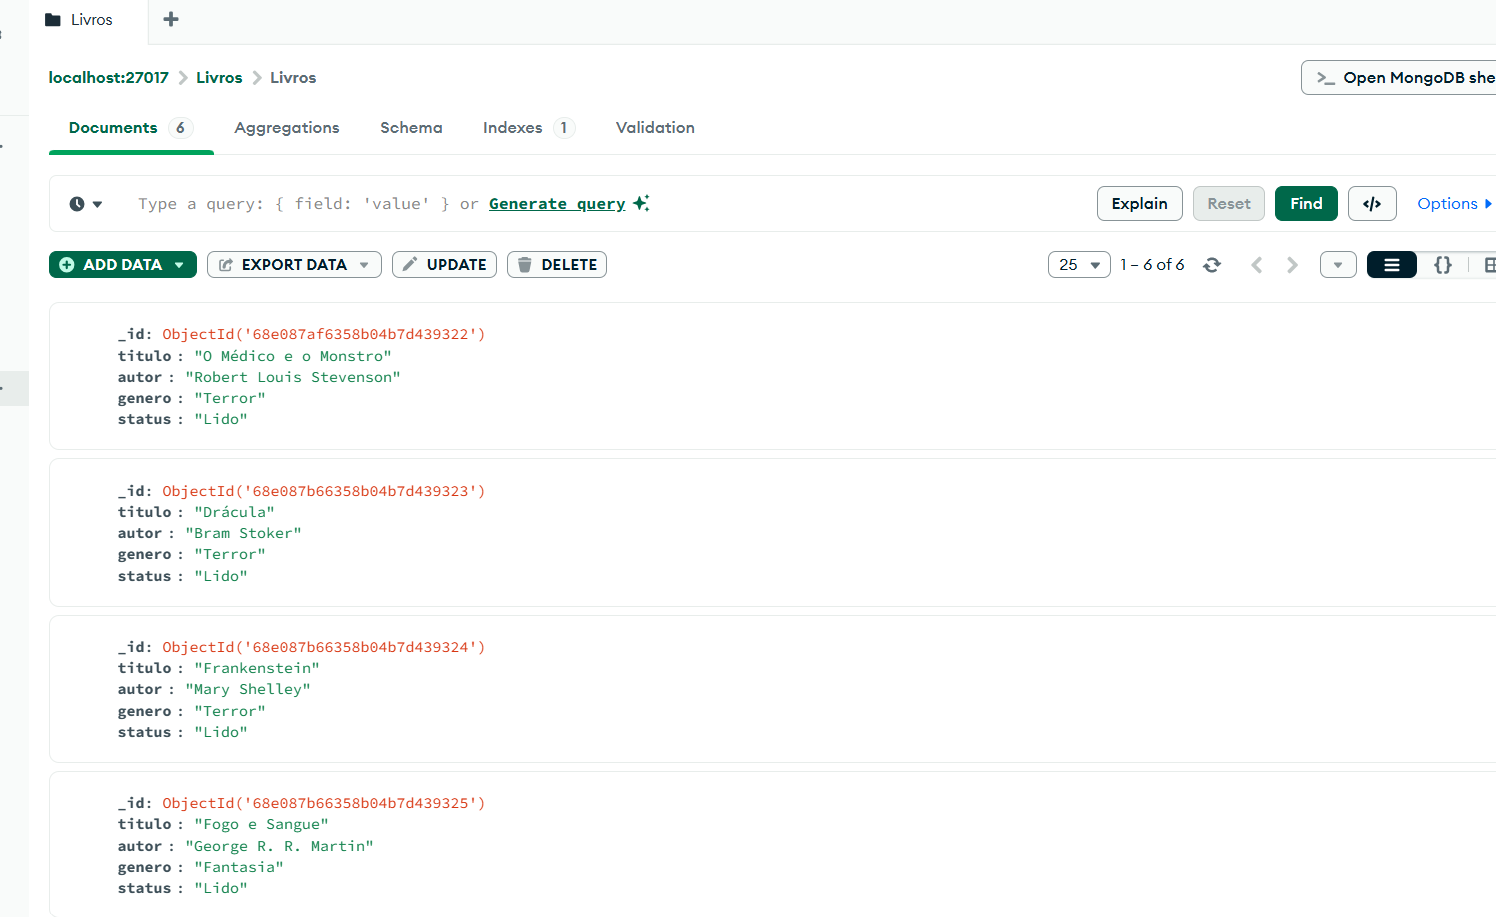 Livros
localhost:27017 > Livros > Livros
>_ Open MongoDB she
Documents 6 Aggregations Schema Indexes 1 Validation
Type a query: { field: 'value' } or Generate query
Explain Reset Find </> Options
ADD DATA EXPORT DATA UPDATE DELETE 25 1 – 6 of 6 {}
_id: ObjectId('68e087af6358b04b7d439322')
titulo : "O Médico e o Monstro"
autor : "Robert Louis Stevenson"
genero : "Terror"
status : "Lido"
_id: ObjectId('68e087b66358b04b7d439323')
titulo : "Drácula"
autor : "Bram Stoker"
genero : "Terror"
status : "Lido"
_id: ObjectId('68e087b66358b04b7d439324')
titulo : "Frankenstein"
autor : "Mary Shelley"
genero : "Terror"
status : "Lido"
_id: ObjectId('68e087b66358b04b7d439325')
titulo : "Fogo e Sangue"
autor : "George R. R. Martin"
genero : "Fantasia"
status : "Lido"